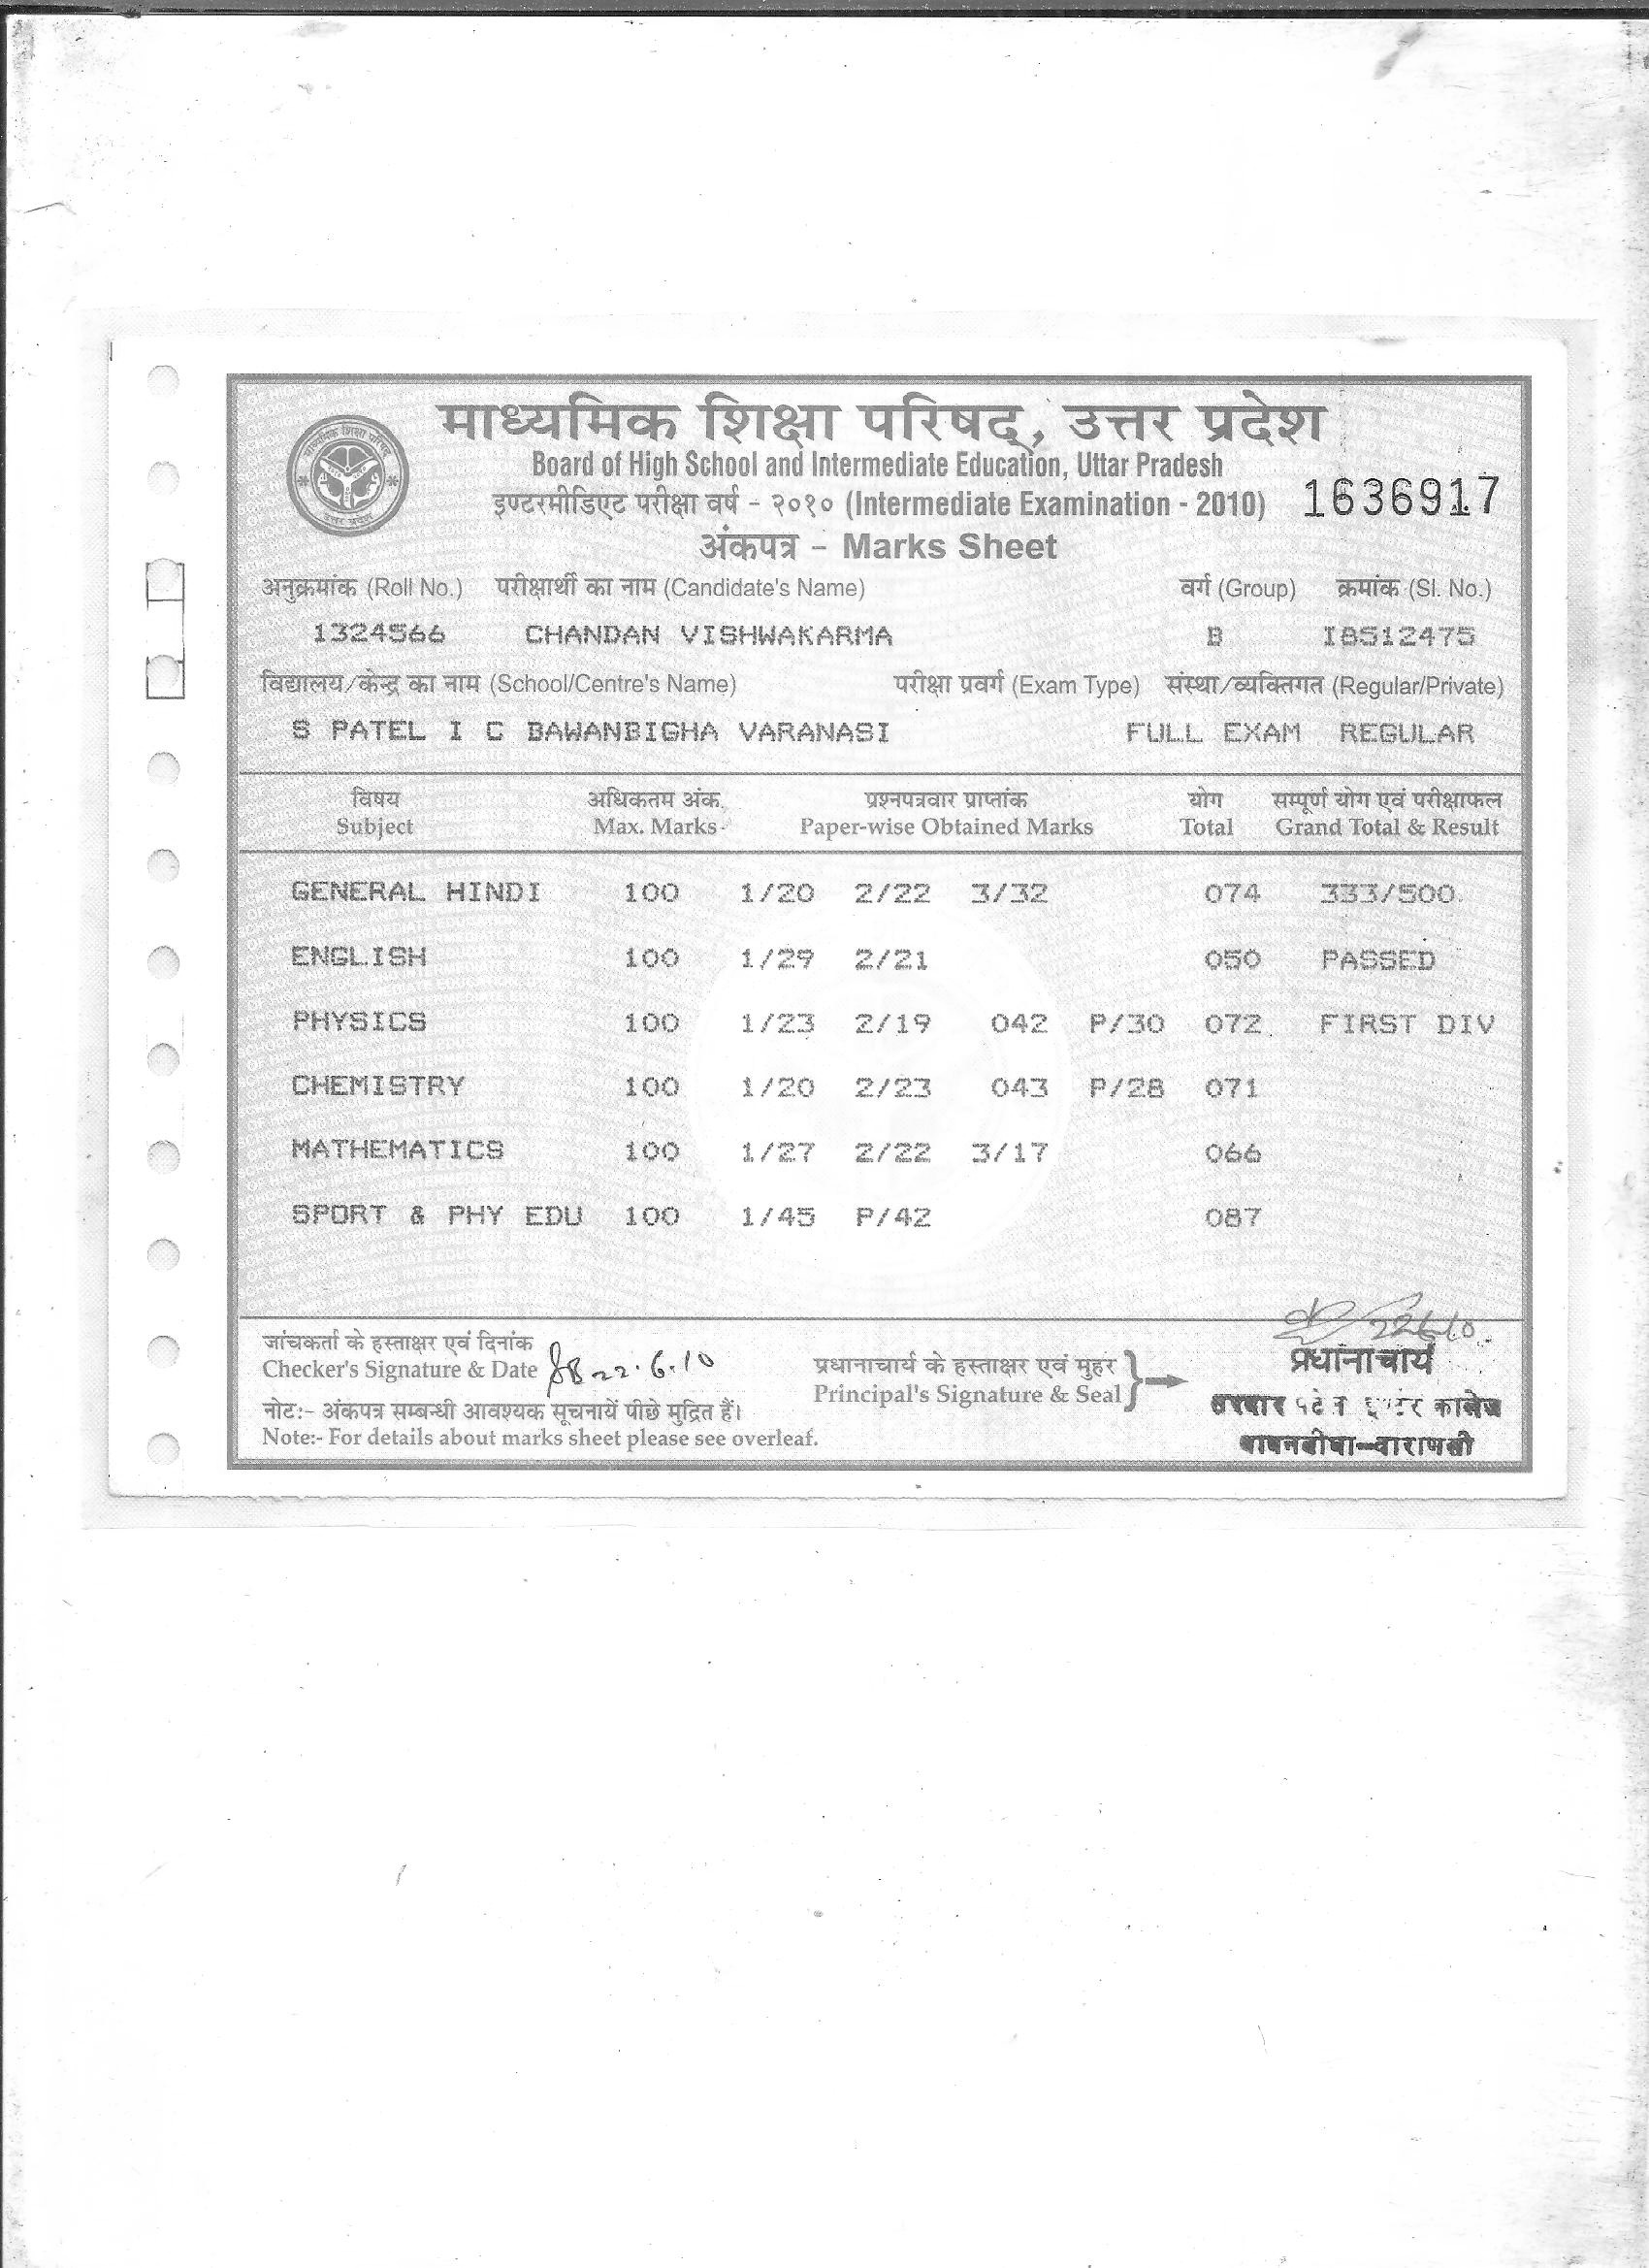 माध्यमिक शिक्षा परिषद्, उत्तर प्रदेश
Board of High School and Intermediate Education, Uttar Pradesh
इण्टरमीडिएट परीक्षा वर्ष - २०१० (Intermediate Examination - 2010) 1636917
अंकपत्र - Marks Sheet
अनुक्रमांक (Roll No.) परीक्षार्थी का नाम (Candidate's Name) वर्ग (Group) क्रमांक (Sl. No.)
1324566 CHANDAN VISHWAKARMA B I8512475
विद्यालय/केन्द्र का नाम (School/Centre's Name) परीक्षा प्रवर्ग (Exam Type) संस्था/व्यक्तिगत (Regular/Private)
S PATEL I C BAWANBIGHA VARANASI FULL EXAM REGULAR
विषय अधिकतम अंक प्रश्नपत्रवार प्राप्तांक योग सम्पूर्ण योग एवं परीक्षाफल
Subject Max. Marks Paper-wise Obtained Marks Total Grand Total & Result
GENERAL HINDI 100 1/20 2/22 3/32 074 333/500
ENGLISH 100 1/29 2/21 050 PASSED
PHYSICS 100 1/23 2/19 042 P/30 072 FIRST DIV
CHEMISTRY 100 1/20 2/23 043 P/28 071
MATHEMATICS 100 1/27 2/22 3/17 066
SPORT & PHY EDU 100 1/45 P/42 087
जांचकर्ता के हस्ताक्षर एवं दिनांक
Checker's Signature & Date 22.6.10
प्रधानाचार्य के हस्ताक्षर एवं मुहर
Principal's Signature & Seal
प्रधानाचार्य
कालेज
वाराणसी
नोट:- अंकपत्र सम्बन्धी आवश्यक सूचनायें पीछे मुद्रित हैं।
Note:- For details about marks sheet please see overleaf.